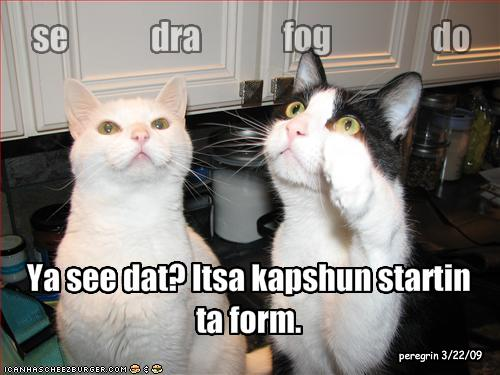 se dra fog do
Ya see dat? Itsa kapshun startin
ta form.
peregrin 3/22/09
ICANHASCHEEZBURGER.COM